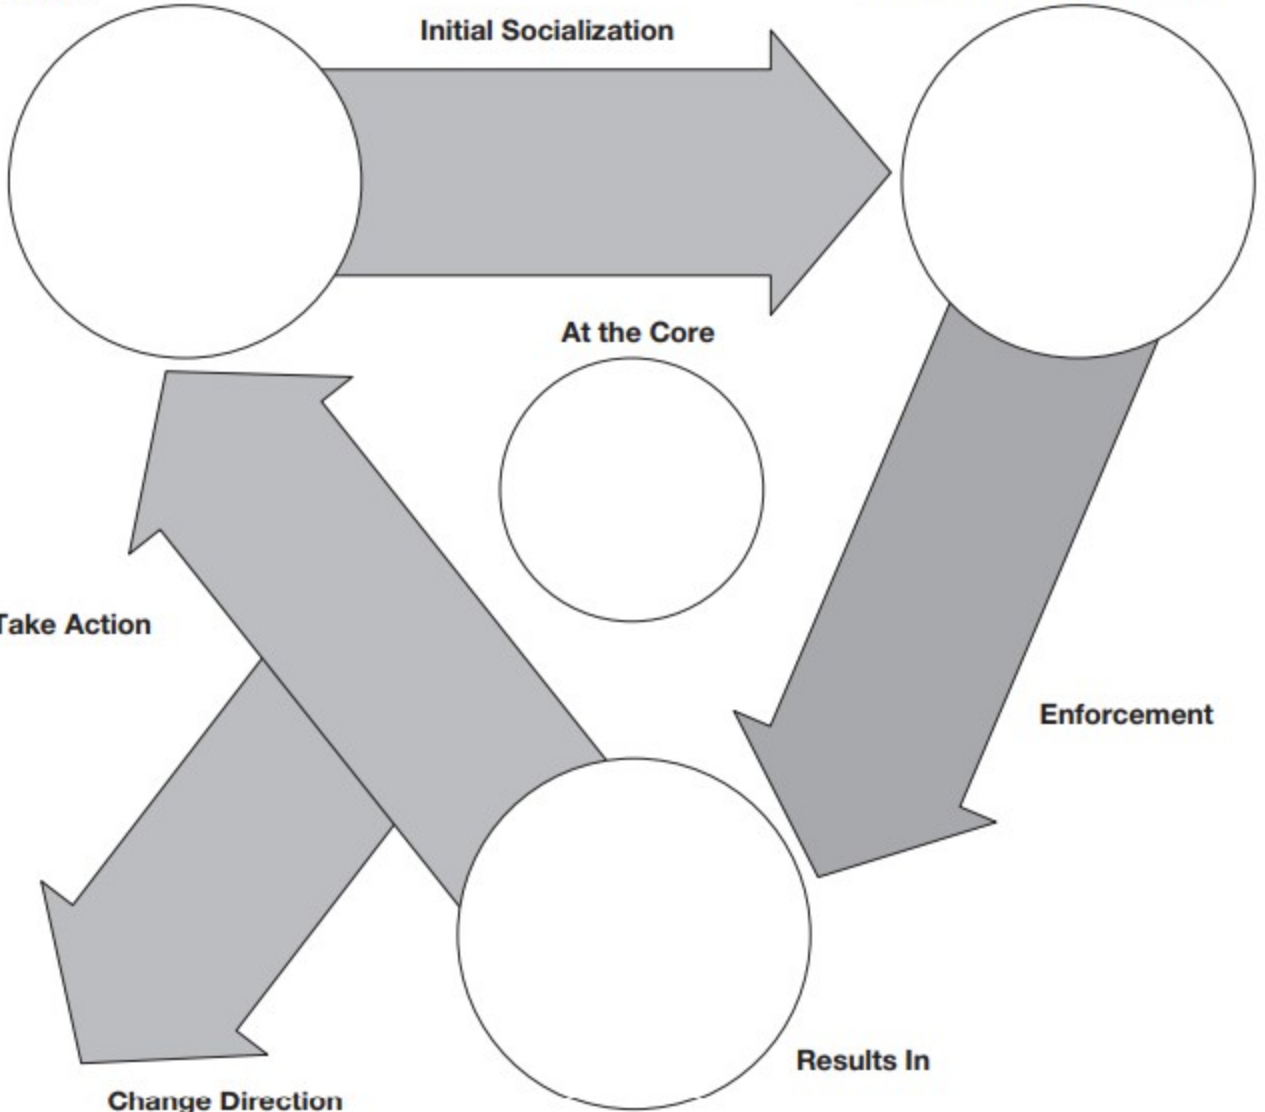 Initial Socialization
At the Core
Take Action
Enforcement
Results In
Change Direction